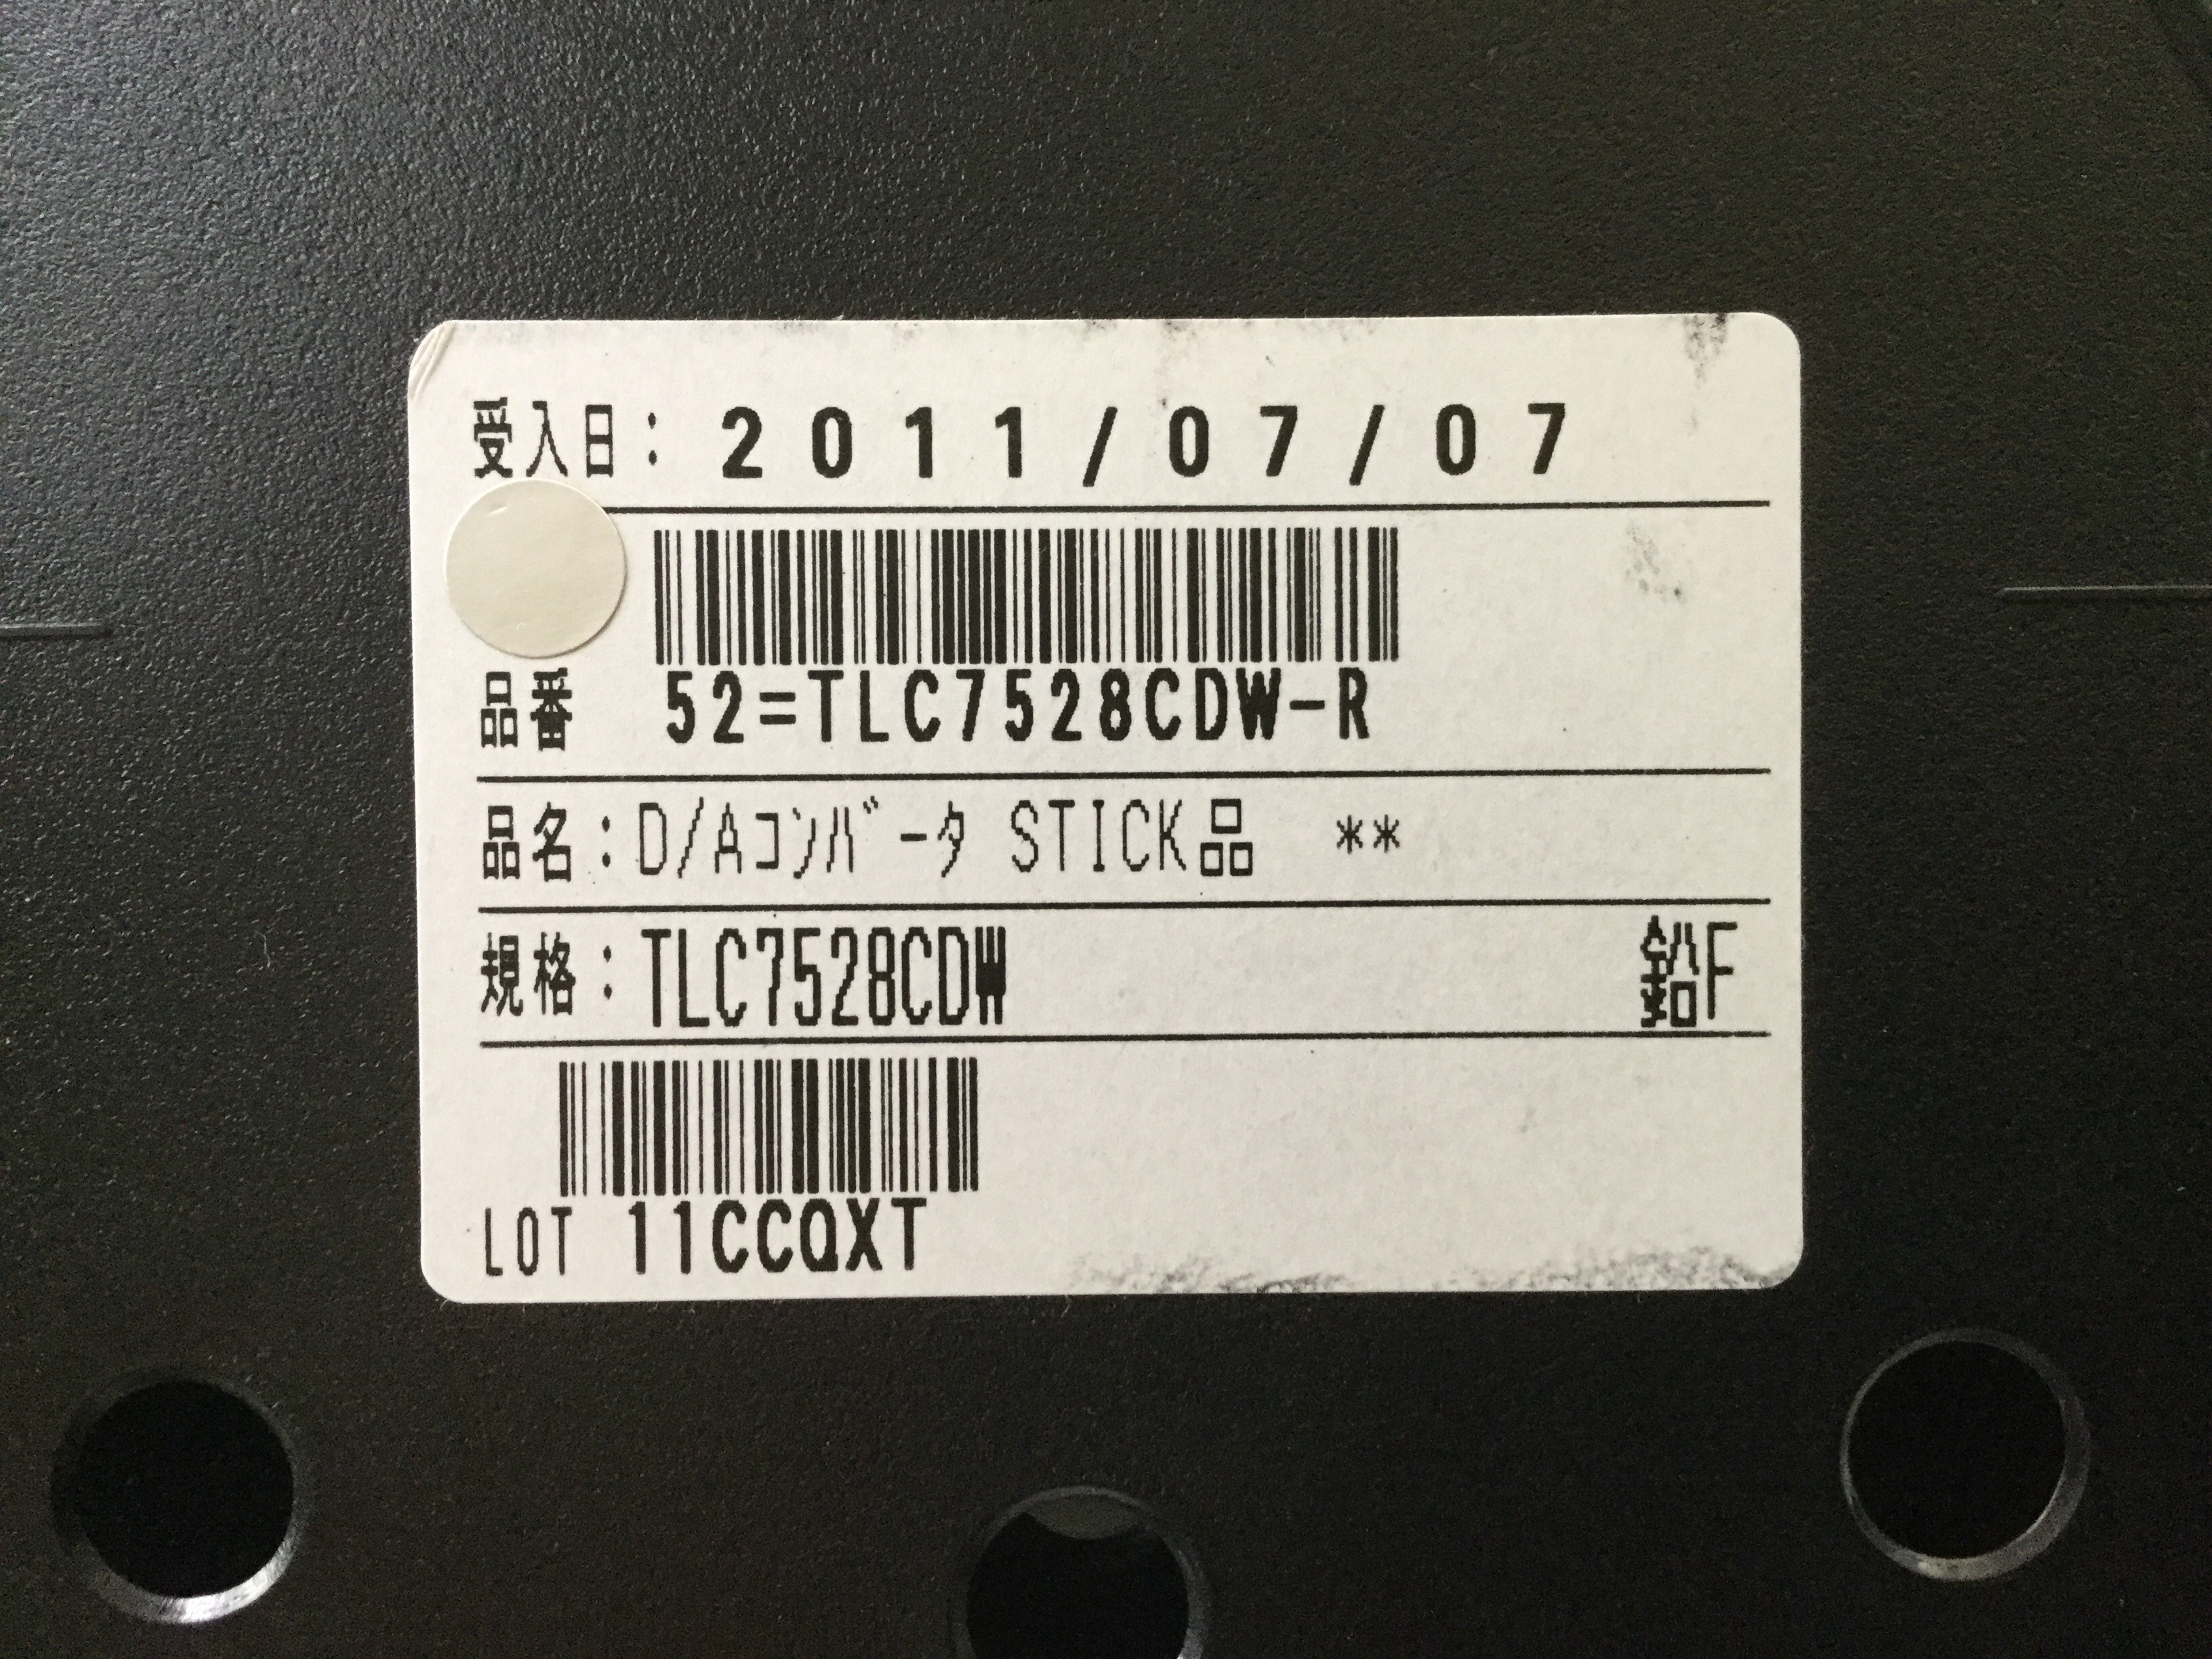 受入日：2011/07/07
品番 52=TLC7528CDW-R
品名：D/Aｺﾝﾊﾞｰﾀ STICK品 **
規格：TLC7528CDW 鉛F
LOT 11CCQXT